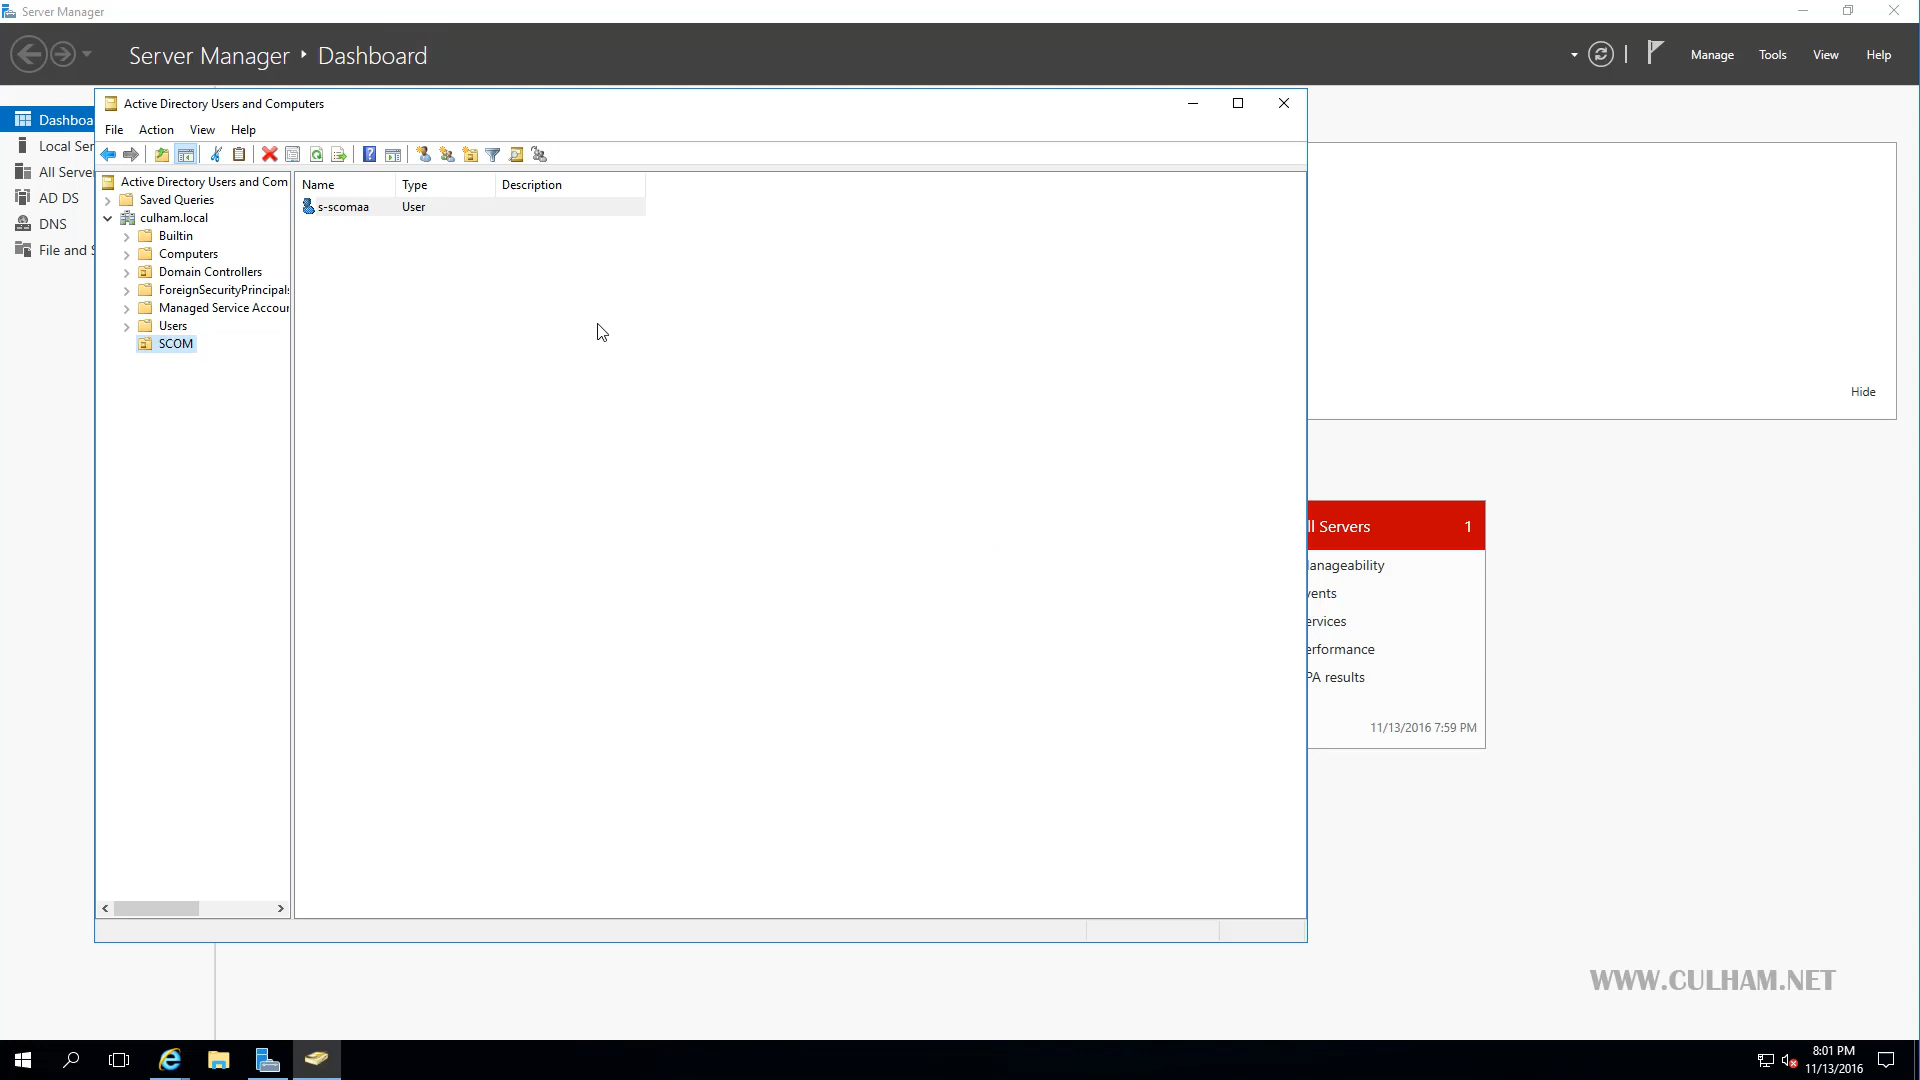 Server Manager
Server Manager ‣ Dashboard
Manage Tools View Help
Dashboa
Local Ser
All Server
AD DS
DNS
File and S
Active Directory Users and Computers
File Action View Help
Active Directory Users and Com
Saved Queries
culham.local
Builtin
Computers
Domain Controllers
ForeignSecurityPrincipals
Managed Service Accour
Users
SCOM
Name Type Description
s-scomaa User
Hide
ll Servers 1
anageability
vents
ervices
erformance
PA results
11/13/2016 7:59 PM
WWW.CULHAM.NET
8:01 PM
11/13/2016